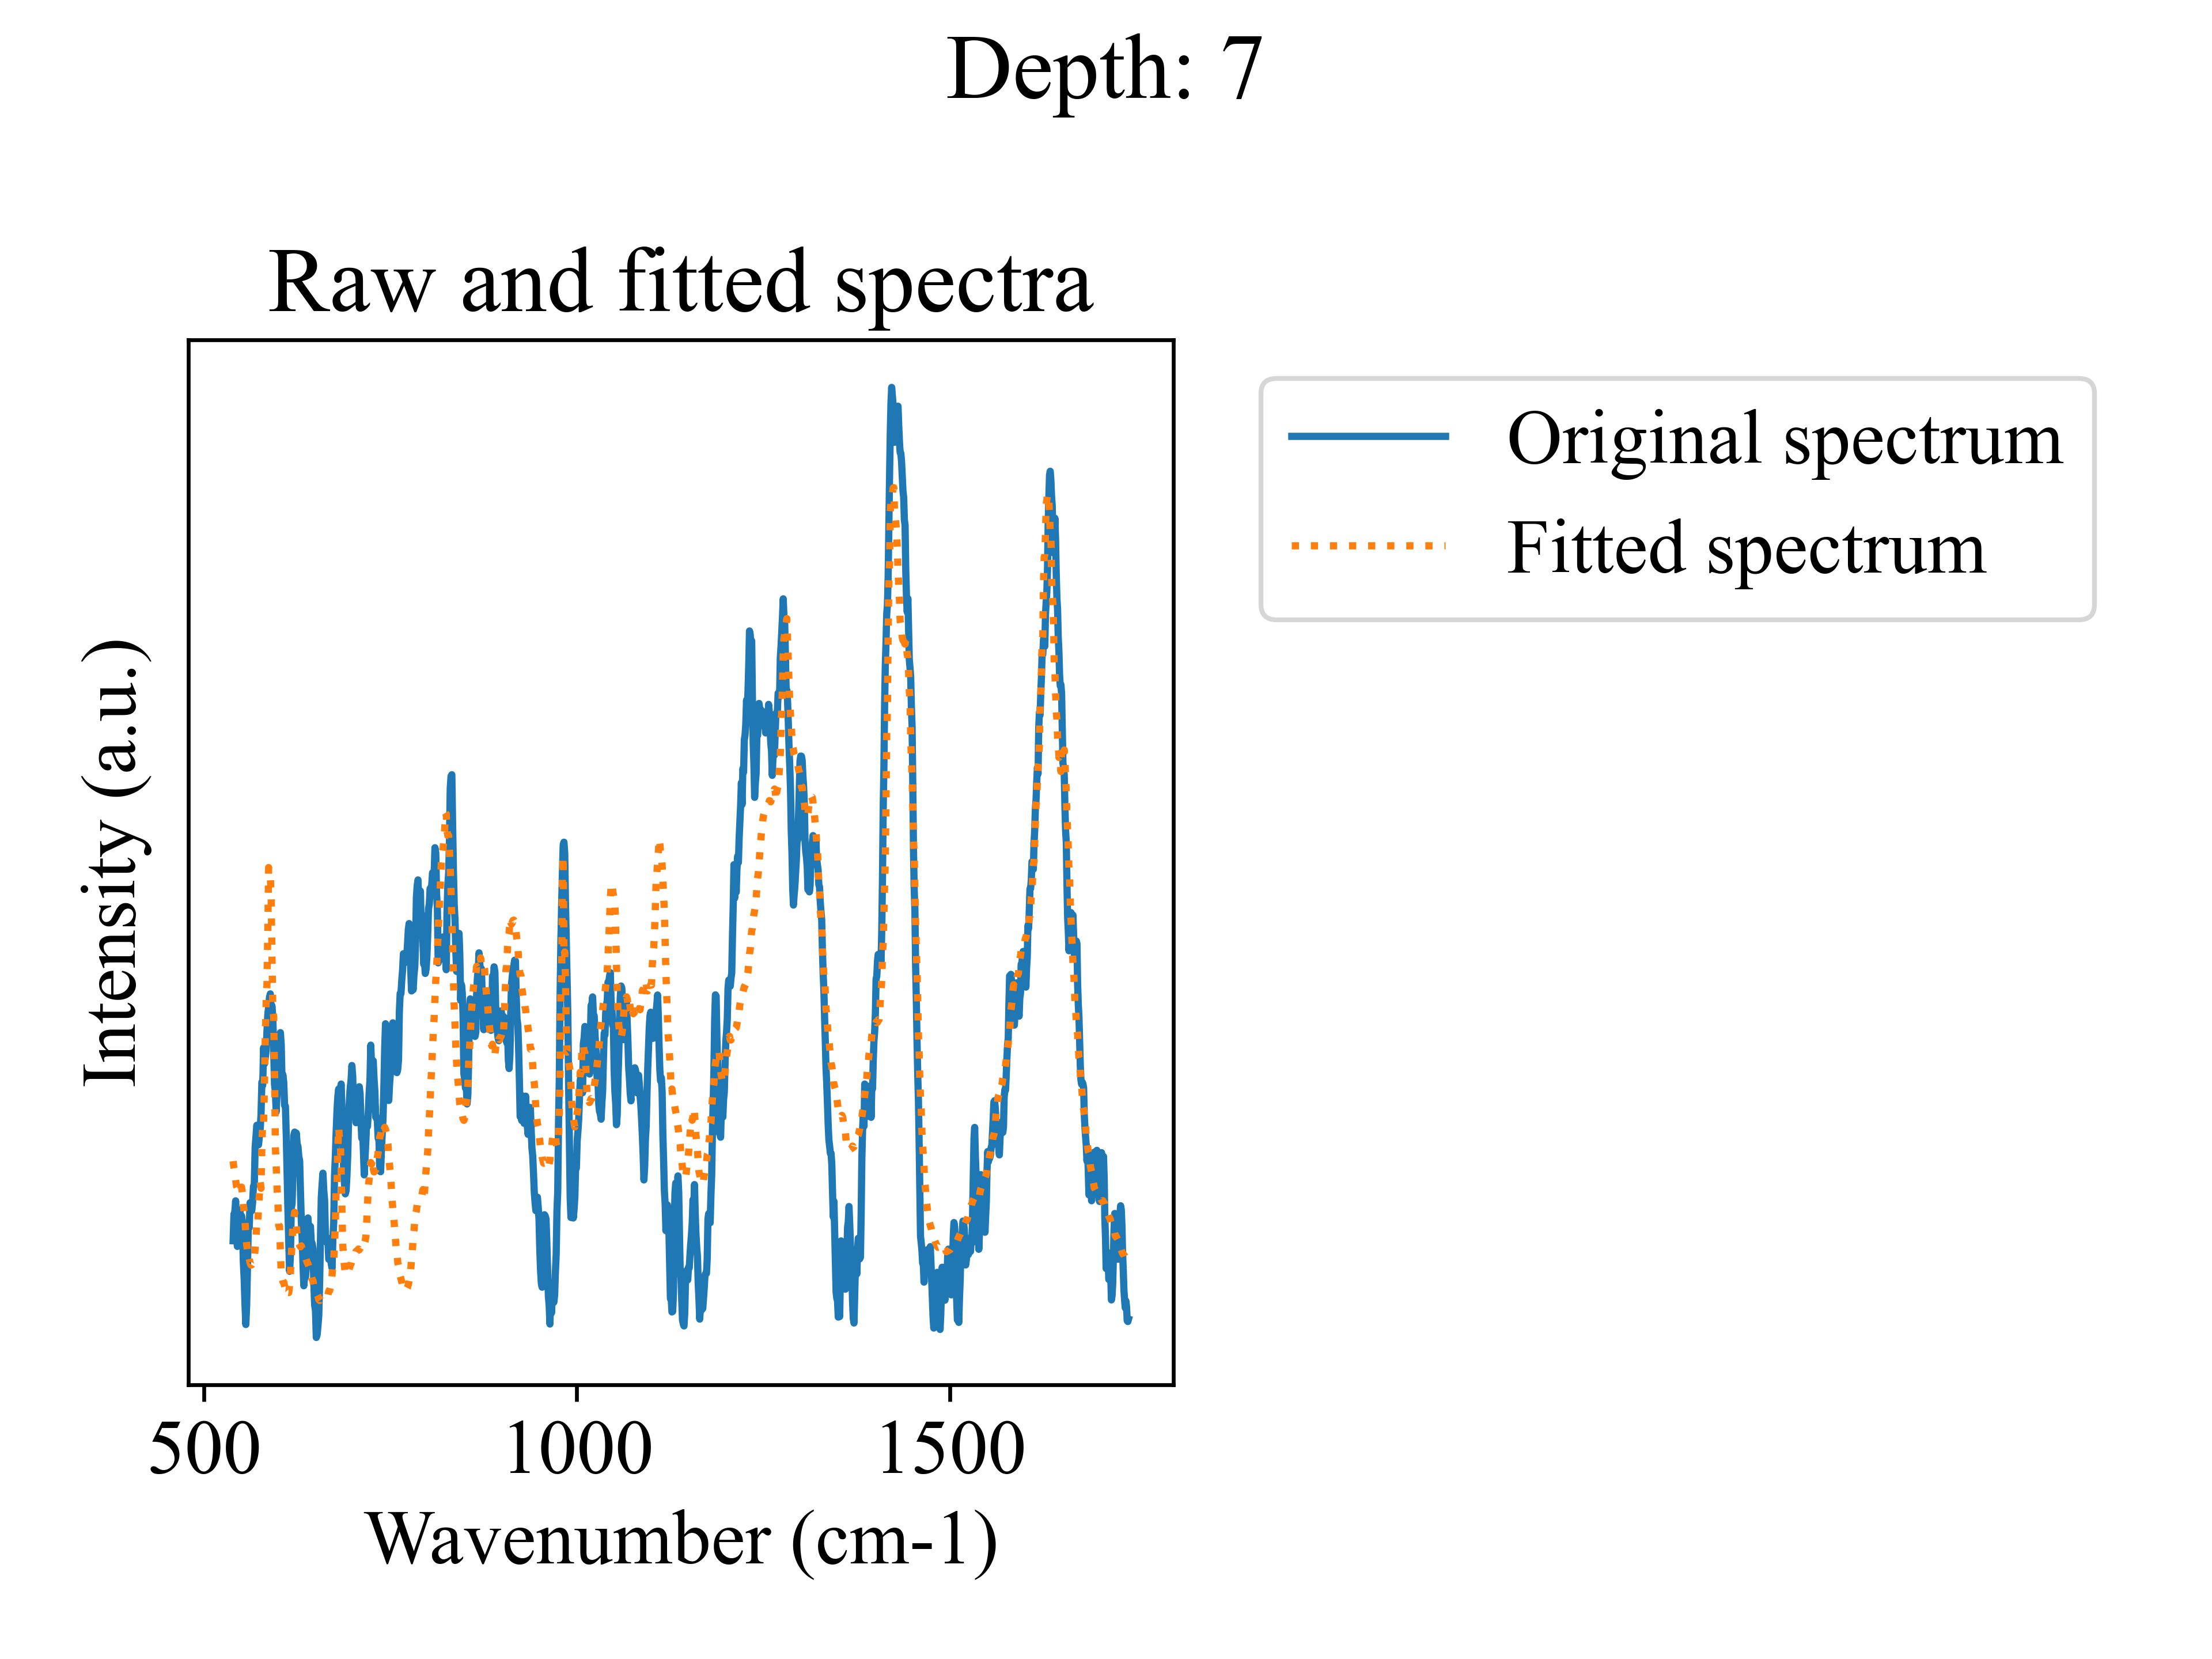 Depth: 7
Raw and fitted spectra
Original spectrum
Fitted spectrum
Intensity (a.u.)
500 1000 1500
Wavenumber (cm-1)